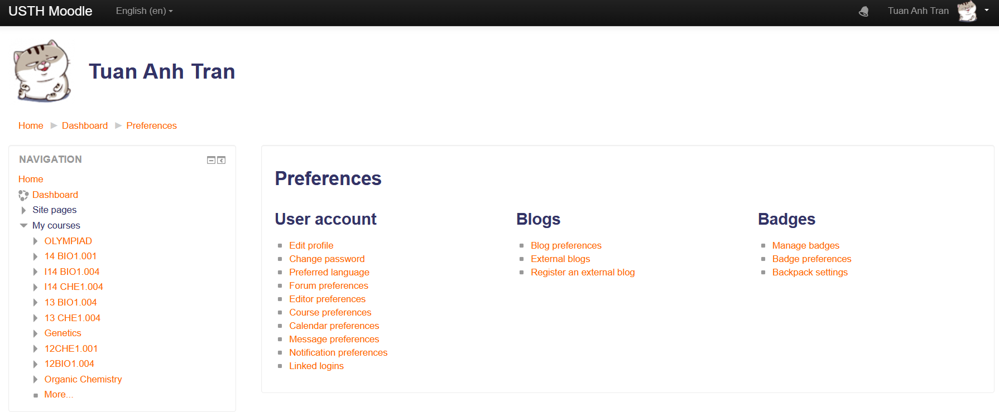 USTH Moodle English (en) Tuan Anh Tran
Tuan Anh Tran
Home Dashboard Preferences
NAVIGATION
Home
Dashboard
Site pages
My courses
OLYMPIAD
14 BIO1.001
I14 BIO1.004
I14 CHE1.004
13 BIO1.004
13 CHE1.004
Genetics
12CHE1.001
12BIO1.004
Organic Chemistry
More...
Preferences
User account
Edit profile
Change password
Preferred language
Forum preferences
Editor preferences
Course preferences
Calendar preferences
Message preferences
Notification preferences
Linked logins
Blogs
Blog preferences
External blogs
Register an external blog
Badges
Manage badges
Badge preferences
Backpack settings